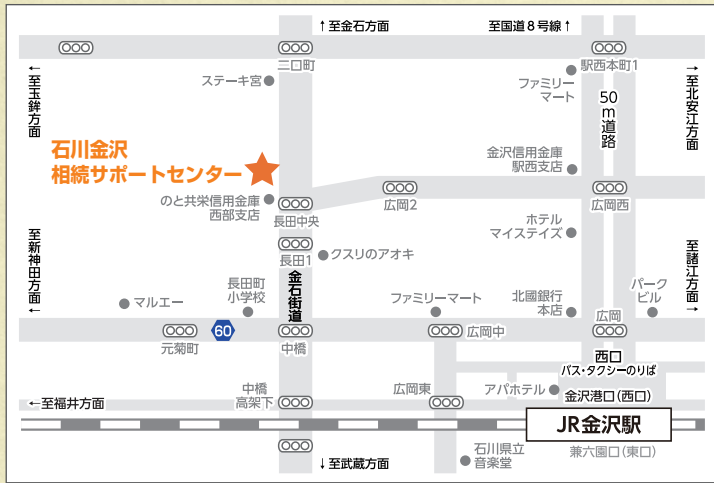 ↑至金石方面
至国道8号線↑
三口町
駅西本町1
ステーキ宮
ファミリー
マート
←至玉鉾方面
50m道路
→至北安江方面
石川金沢
相続サポートセンター
金沢信用金庫
駅西支店
のと共栄信用金庫
西部支店
長田中央
広岡2
広岡西
ホテル
マイステイズ
長田1
クスリのアオキ
←至新神田方面
金石街道
→至諸江方面
長田町
小学校
マルエー
ファミリーマート
北國銀行
本店
広岡
パーク
ビル
60
元菊町
中橋
広岡中
西口
バス・タクシーのりば
中橋
高架下
広岡東
アパホテル
金沢港口(西口)
←至福井方面
JR金沢駅
兼六園口(東口)
石川県立
音楽堂
↓至武蔵方面